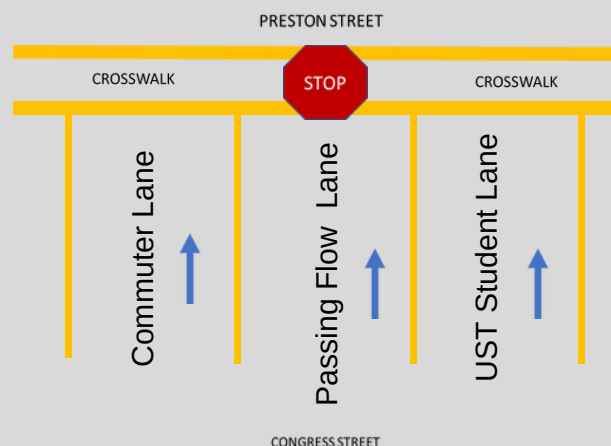 PRESTON STREET
CROSSWALK
STOP
CROSSWALK
Commuter Lane
Passing Flow Lane
UST Student Lane
CONGRESS STREET